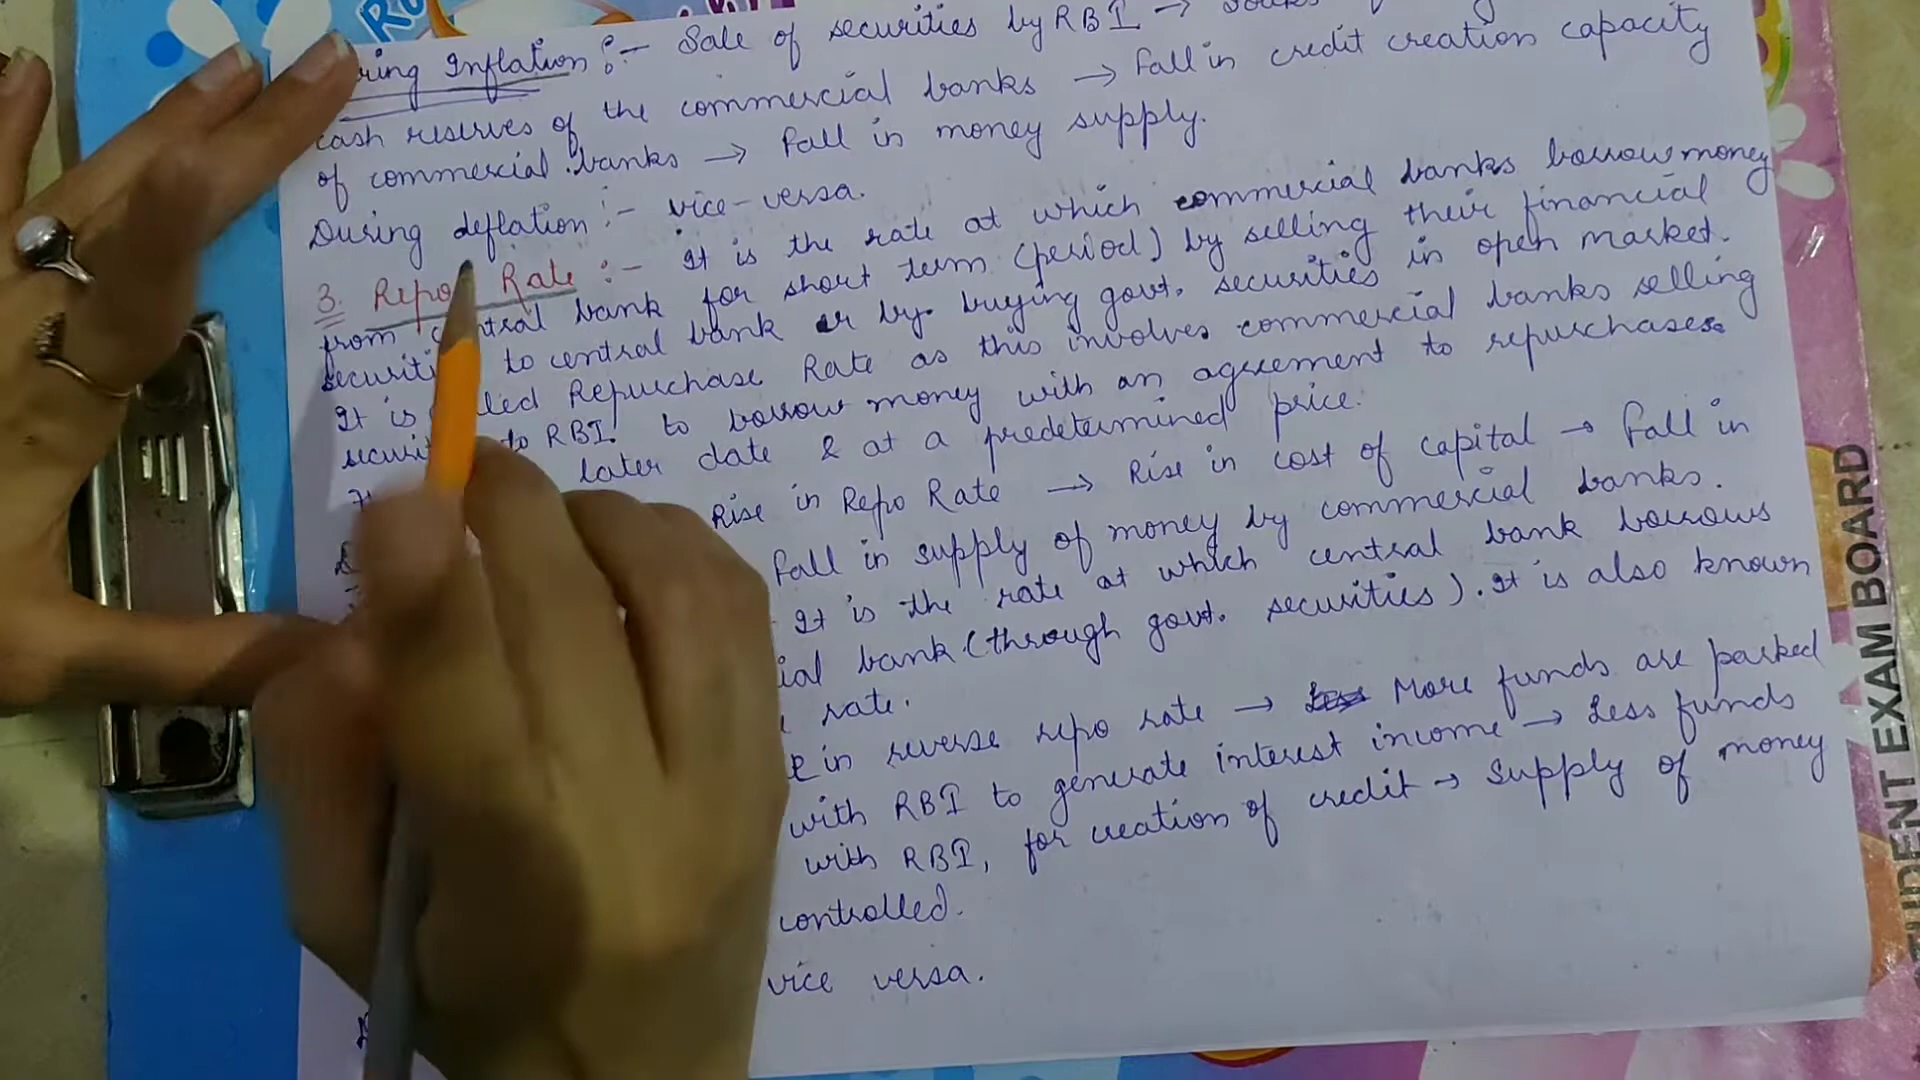 ring Inflation :- Sale of securities by RBI →
cash reserves of the commercial banks → Fall in credit creation capacity
of commercial banks → Fall in money supply.
During deflation :- vice-versa.
3. Repo Rate :- It is the rate at which commercial banks borrow money
from central bank for short term (period) by selling their financial
securiti to central bank or by buying govt. securities in open market.
It is lled Repurchase Rate as this involves commercial banks selling
securit to RBI to borrow money with an agreement to repurchases
later date & at a predetermined price.
Rise in Repo Rate → Rise in cost of capital → Fall in
Fall in supply of money by commercial banks.
It is the rate at which central bank borrows
ial bank (through govt. securities). It is also known
rate.
in reverse repo rate → More funds are parked
with RBI to generate interest income → Less funds
with RBI, for creation of credit → Supply of money
controlled.
vice versa.
STUDENT EXAM BOARD